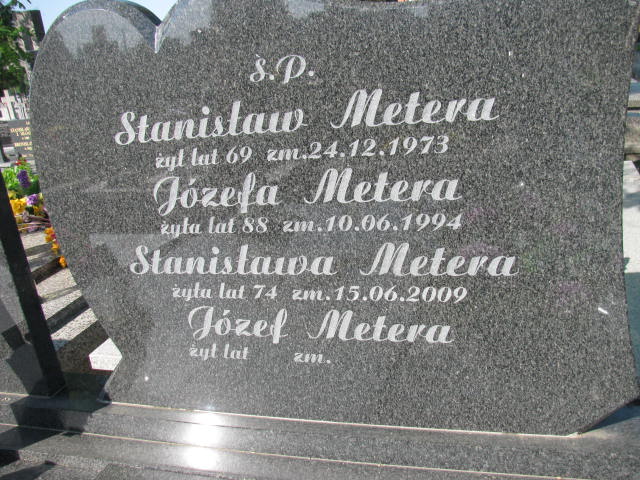 ś.P.
Stanisław Metera
żył lat 69 zm.24.12.1973
Józefa Metera
żyła lat 88 zm.10.06.1994
Stanisława Metera
żyła lat 74 zm.15.06.2009
Józef Metera
żył lat zm.